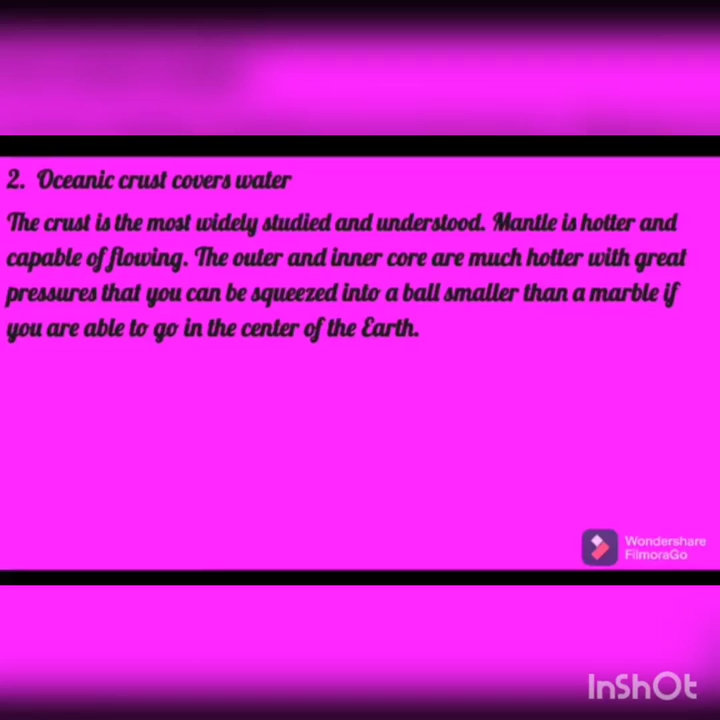 2. Oceanic crust covers water
The crust is the most widely studied and understood. Mantle is hotter and
capable of flowing. The outer and inner core are much hotter with great
pressures that you can be squeezed into a ball smaller than a marble if
you are able to go in the center of the Earth.
Wondershare
FilmoraGo
InShOt